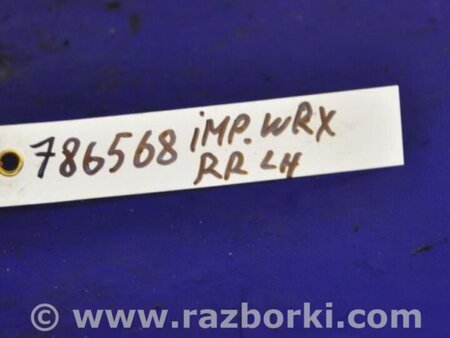 786568 iMP.WRX
RR LH
© www.razborki.com